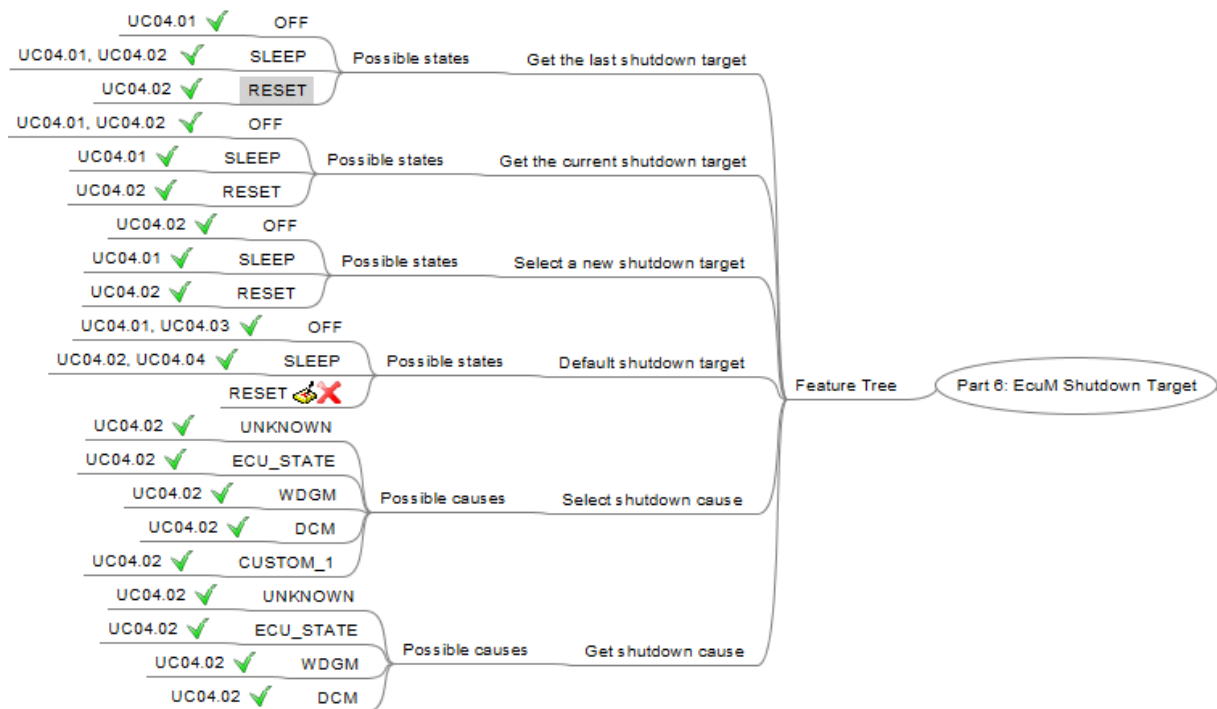 UC04.01 OFF
UC04.01, UC04.02 SLEEP Possible states Get the last shutdown target
UC04.02 RESET
UC04.01, UC04.02 OFF
UC04.01 SLEEP Possible states Get the current shutdown target
UC04.02 RESET
UC04.02 OFF
UC04.01 SLEEP Possible states Select a new shutdown target
UC04.02 RESET
UC04.01, UC04.03 OFF
UC04.02, UC04.04 SLEEP Possible states Default shutdown target
RESET
Feature Tree Part 6: EcuM Shutdown Target
UC04.02 UNKNOWN
UC04.02 ECU_STATE
UC04.02 WDGM Possible causes Select shutdown cause
UC04.02 DCM
UC04.02 CUSTOM_1
UC04.02 UNKNOWN
UC04.02 ECU_STATE Possible causes Get shutdown cause
UC04.02 WDGM
UC04.02 DCM